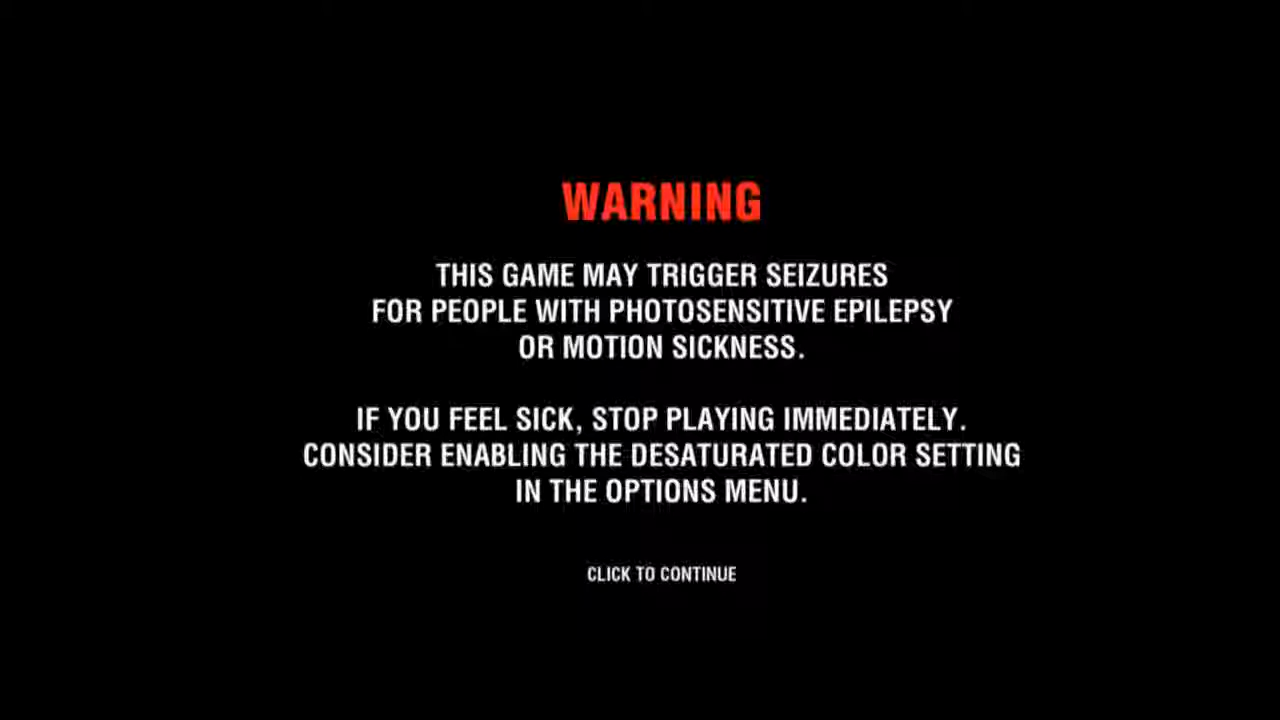 WARNING
THIS GAME MAY TRIGGER SEIZURES
FOR PEOPLE WITH PHOTOSENSITIVE EPILEPSY
OR MOTION SICKNESS.
IF YOU FEEL SICK, STOP PLAYING IMMEDIATELY.
CONSIDER ENABLING THE DESATURATED COLOR SETTING
IN THE OPTIONS MENU.
CLICK TO CONTINUE